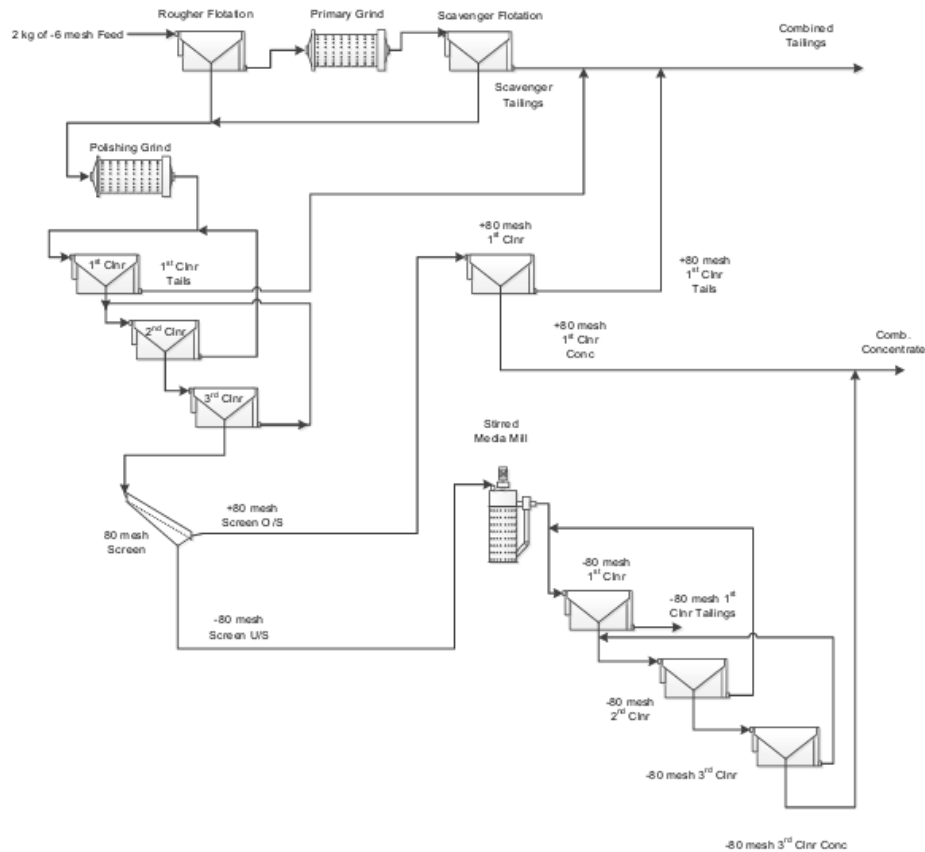 Rougher Flotation
Primary Grind
Scavenger Flotation
2 kg of -6 mesh Feed
Combined
Tailings
Scavenger
Tailings
Polishing Grind
1st Clnr
1st Clnr
Tails
2nd Clnr
3rd Clnr
+80 mesh
1st Clnr
+80 mesh
1st Clnr
Tails
+80 mesh
1st Clnr
Conc
Comb.
Concentrate
Stirred
Media Mill
80 mesh
Screen
+80 mesh
Screen O/S
-80 mesh
Screen U/S
-80 mesh
1st Clnr
-80 mesh 1st
Clnr Tailings
-80 mesh
2nd Clnr
-80 mesh 3rd Clnr
-80 mesh 3rd Clnr Conc